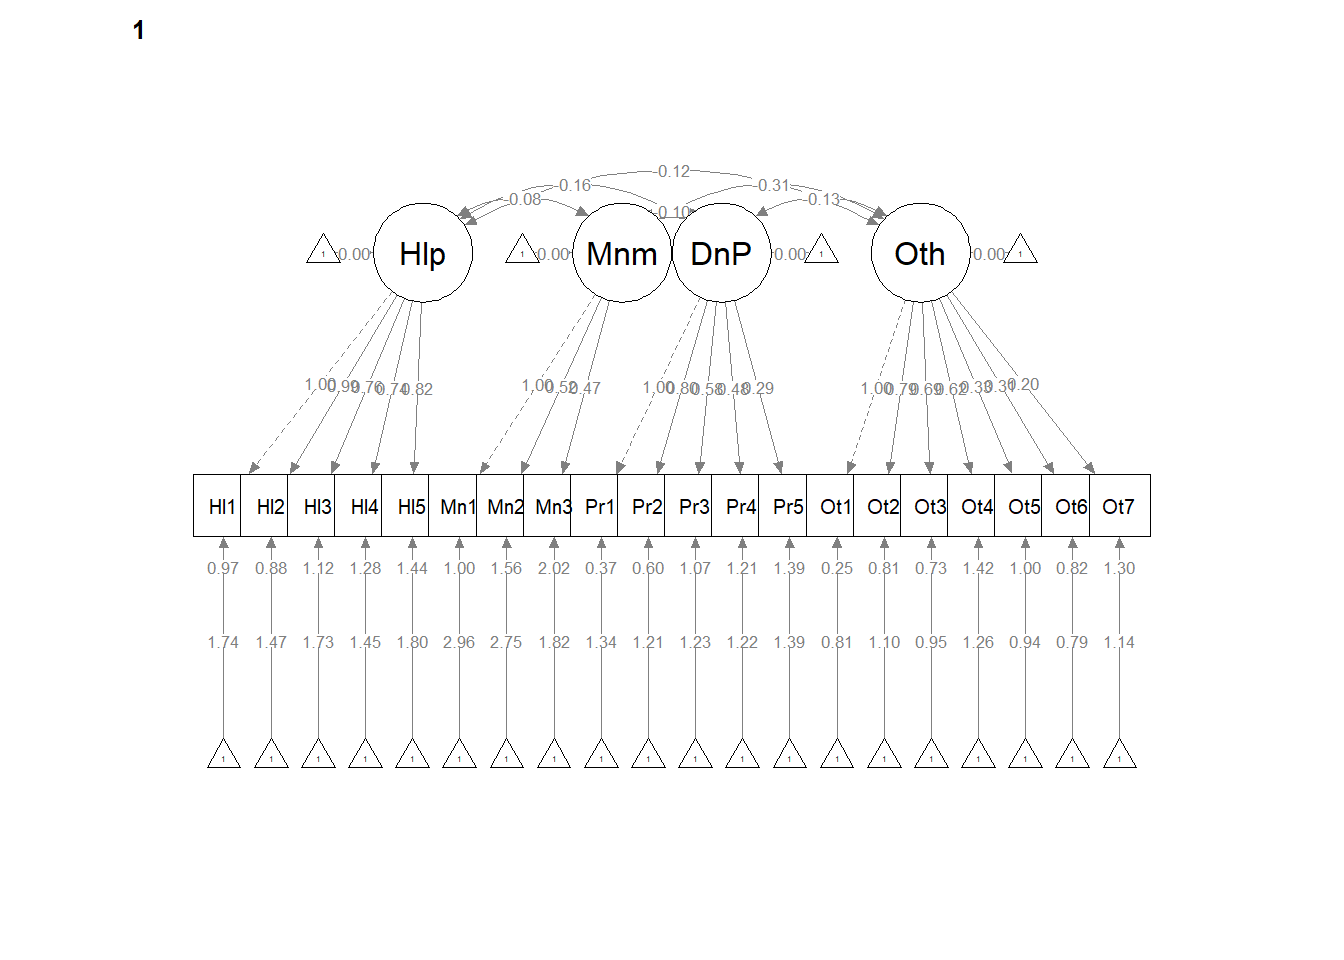 1
0.12
0.16
0.31
0.08
0.10
0.13
1 0.00 Hlp 1 0.00 Mnm DnP 0.00 1 Oth 0.00 1
1.00 0.99 0.76 0.74 0.82 1.00 0.52 0.47 1.00 0.80 0.58 0.48 0.29 1.00 0.79 0.69 0.62 0.33 0.31 0.20
Hl1 Hl2 Hl3 Hl4 Hl5 Mn1 Mn2 Mn3 Pr1 Pr2 Pr3 Pr4 Pr5 Ot1 Ot2 Ot3 Ot4 Ot5 Ot6 Ot7
0.97 0.88 1.12 1.28 1.44 1.00 1.56 2.02 0.37 0.60 1.07 1.21 1.39 0.25 0.81 0.73 1.42 1.00 0.82 1.30
1.74 1.47 1.73 1.45 1.80 2.96 2.75 1.82 1.34 1.21 1.23 1.22 1.39 0.81 1.10 0.95 1.26 0.94 0.79 1.14
1 1 1 1 1 1 1 1 1 1 1 1 1 1 1 1 1 1 1 1